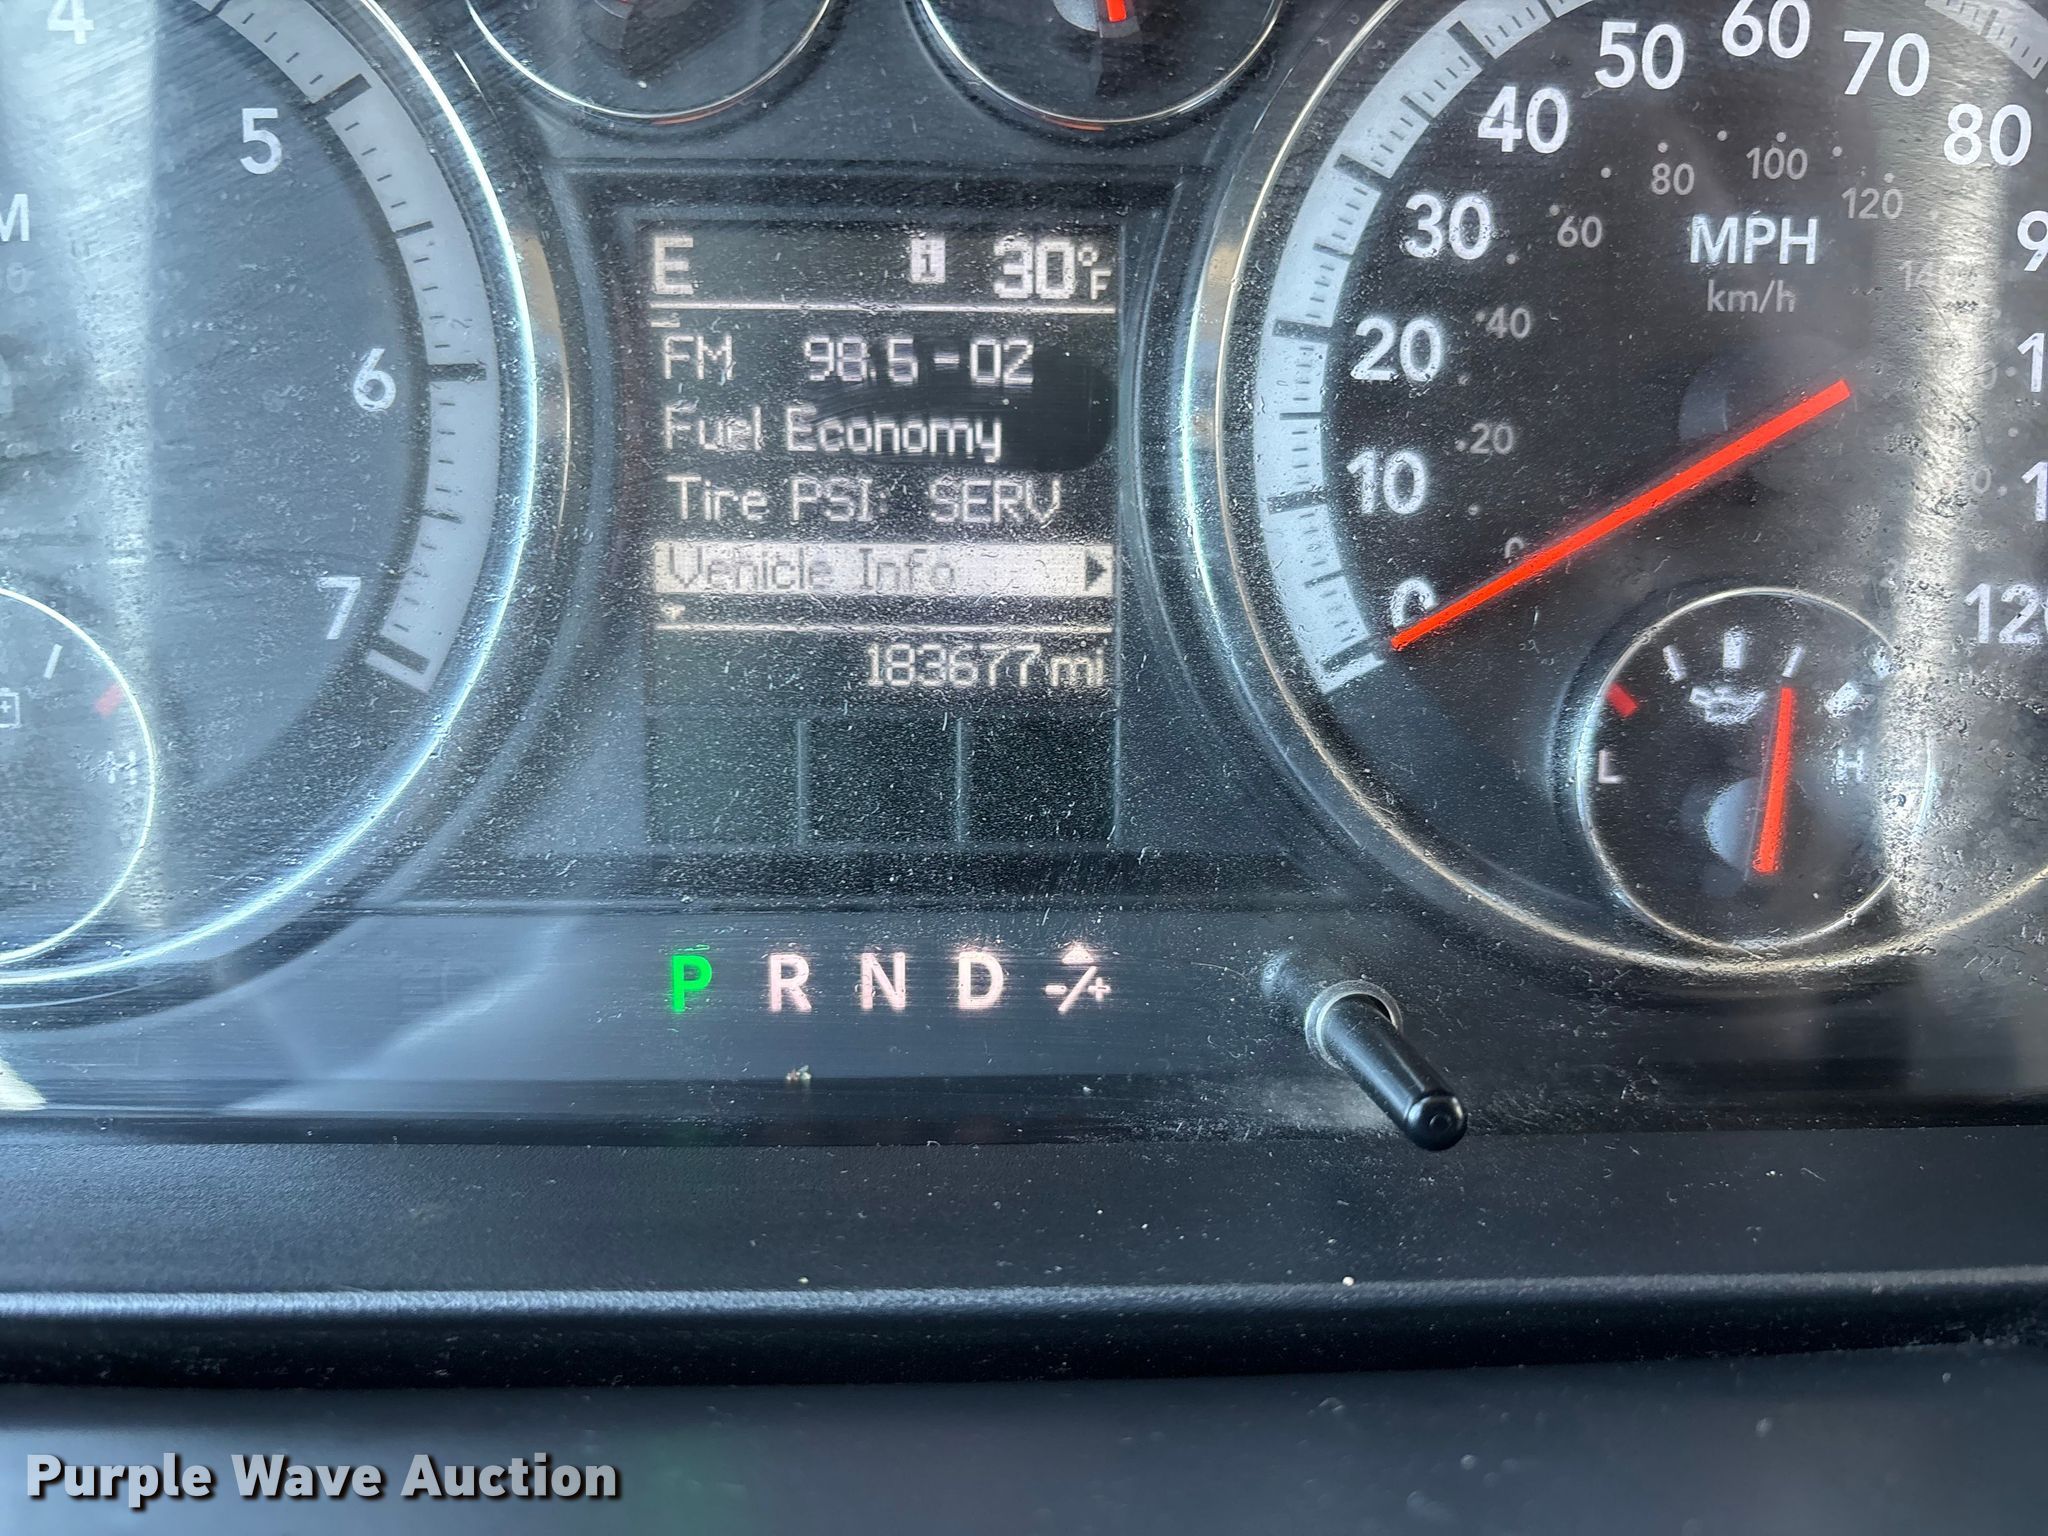 4
5
6
7
H
E i 30°F
FM 98.5-02
Fuel Economy
Tire PSI: SERV
Vehicle Info
183677 mi
P R N D -/+
0
10
20
30
40
50
60
70
80
120
0
20
40
60
80
100
120
MPH
km/h
L H
Purple Wave Auction